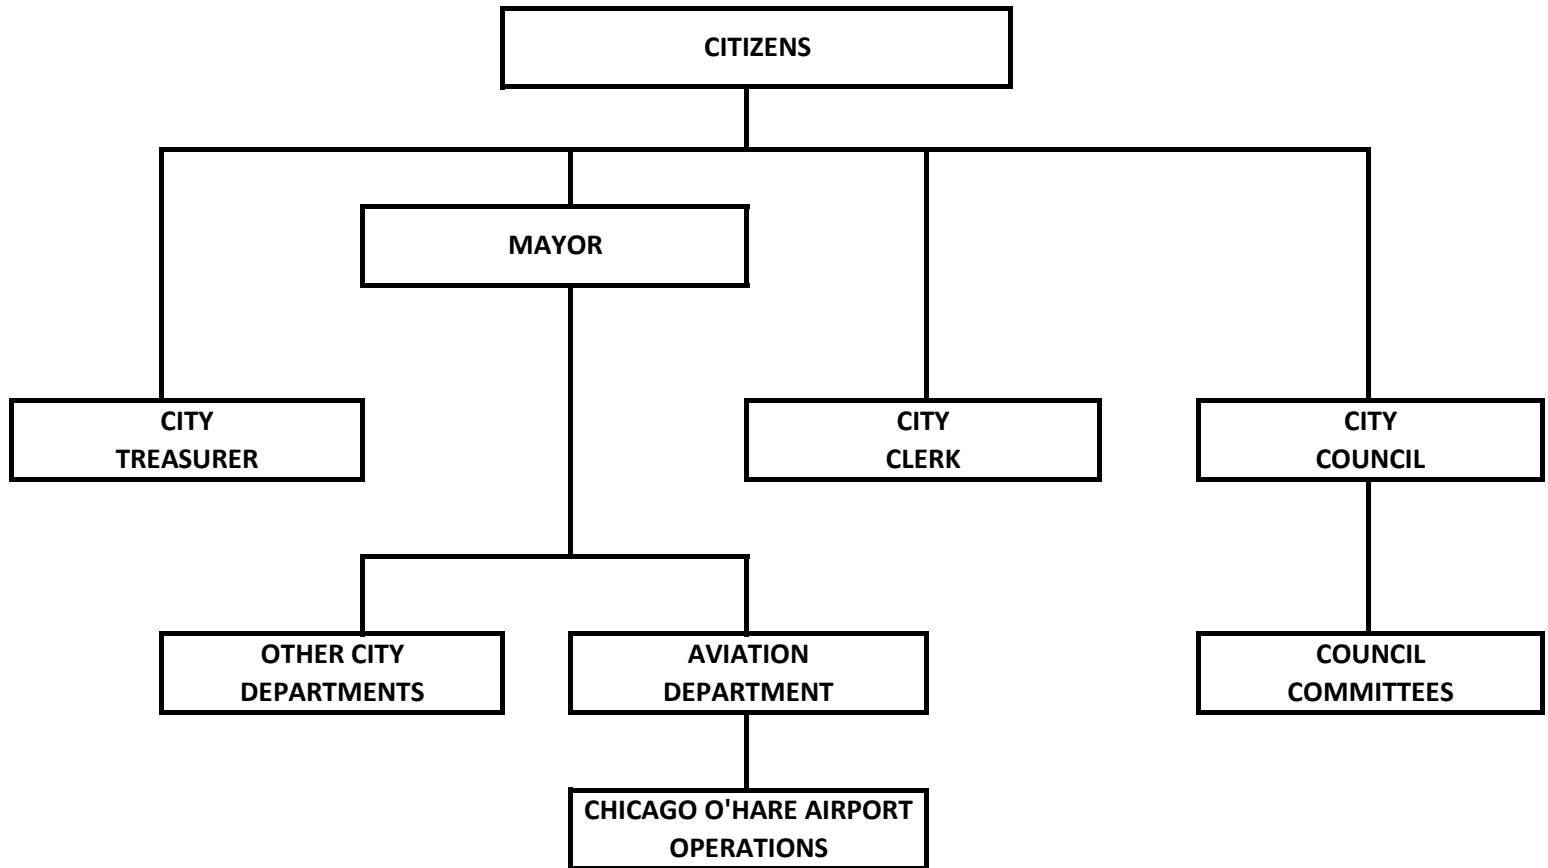 CITIZENS
MAYOR
CITY
TREASURER
CITY
CLERK
CITY
COUNCIL
OTHER CITY
DEPARTMENTS
AVIATION
DEPARTMENT
COUNCIL
COMMITTEES
CHICAGO O'HARE AIRPORT
OPERATIONS